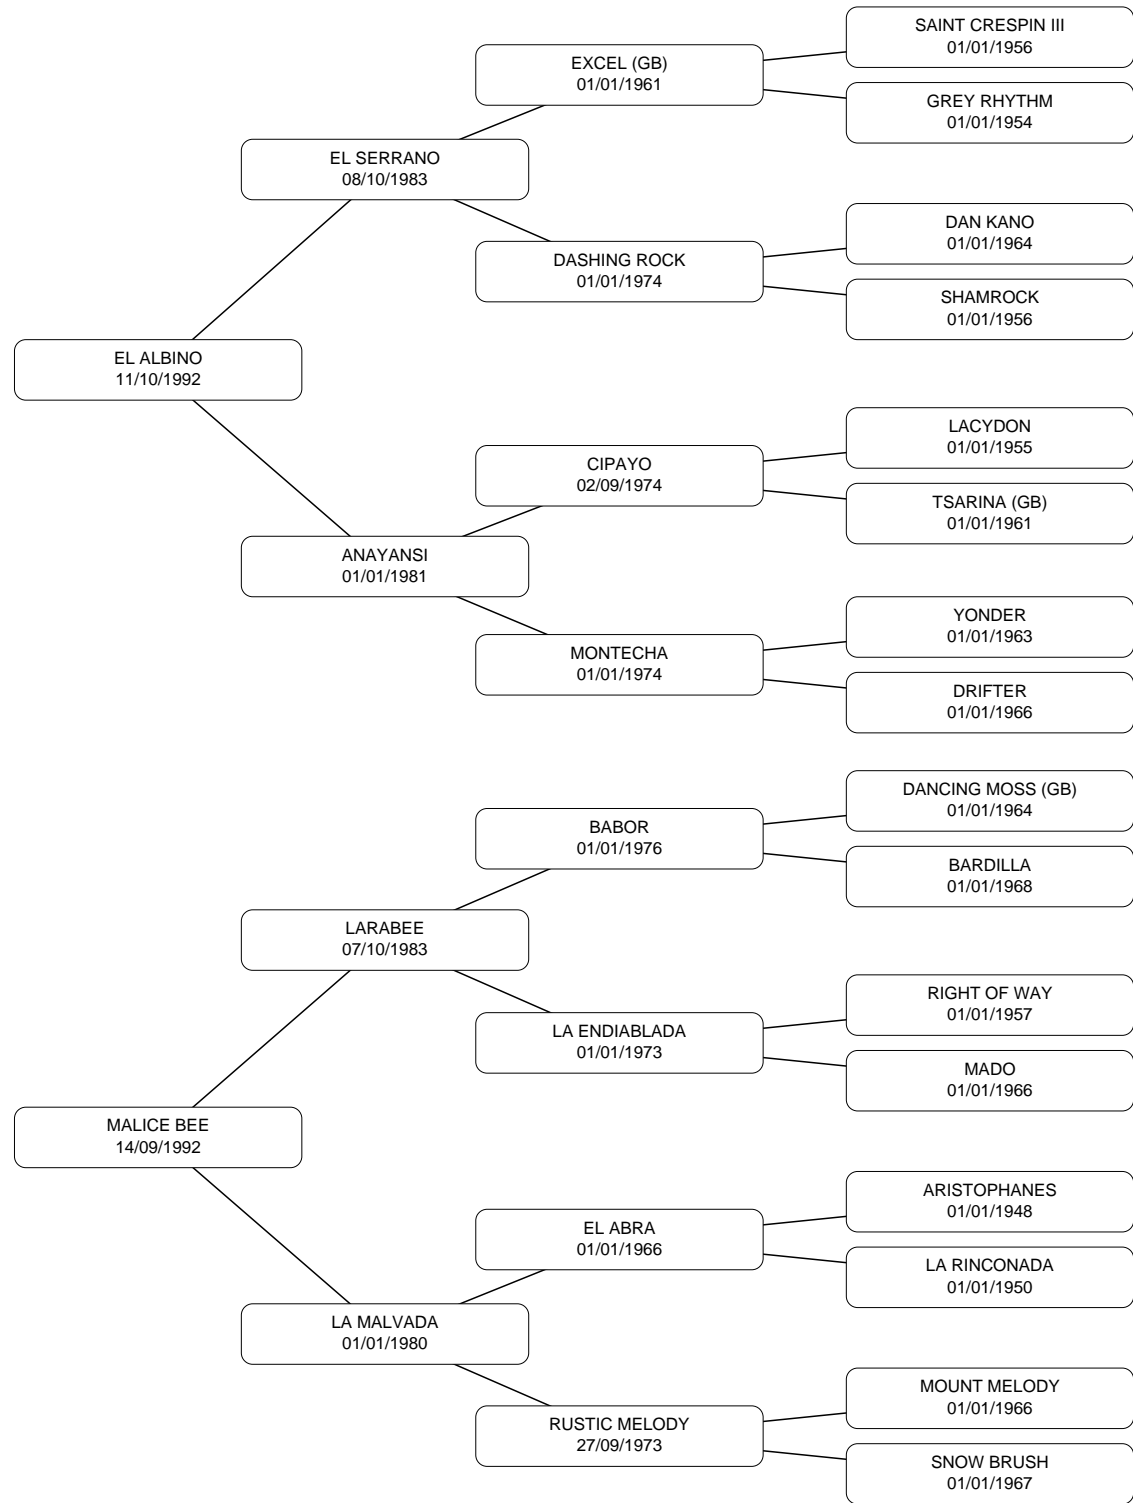 SAINT CRESPIN III
01/01/1956
EXCEL (GB)
01/01/1961
GREY RHYTHM
01/01/1954
EL SERRANO
08/10/1983
DAN KANO
01/01/1964
DASHING ROCK
01/01/1974
SHAMROCK
01/01/1956
EL ALBINO
11/10/1992
LACYDON
01/01/1955
CIPAYO
02/09/1974
TSARINA (GB)
01/01/1961
ANAYANSI
01/01/1981
YONDER
01/01/1963
MONTECHA
01/01/1974
DRIFTER
01/01/1966
DANCING MOSS (GB)
01/01/1964
BABOR
01/01/1976
BARDILLA
01/01/1968
LARABEE
07/10/1983
RIGHT OF WAY
01/01/1957
LA ENDIABLADA
01/01/1973
MADO
01/01/1966
MALICE BEE
14/09/1992
ARISTOPHANES
01/01/1948
EL ABRA
01/01/1966
LA RINCONADA
01/01/1950
LA MALVADA
01/01/1980
MOUNT MELODY
01/01/1966
RUSTIC MELODY
27/09/1973
SNOW BRUSH
01/01/1967